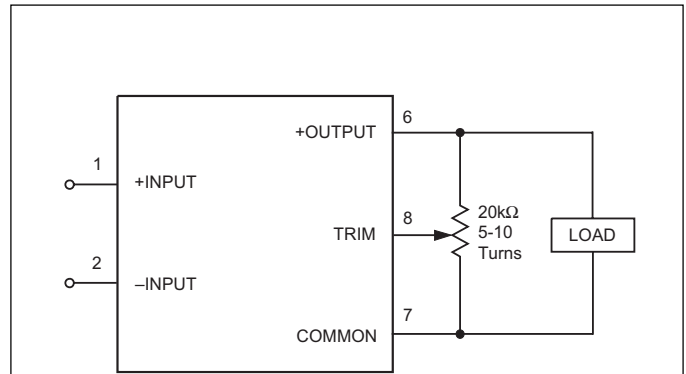 6
+OUTPUT
1
+INPUT
8
20kΩ
5-10
Turns
TRIM
LOAD
2
–INPUT
7
COMMON